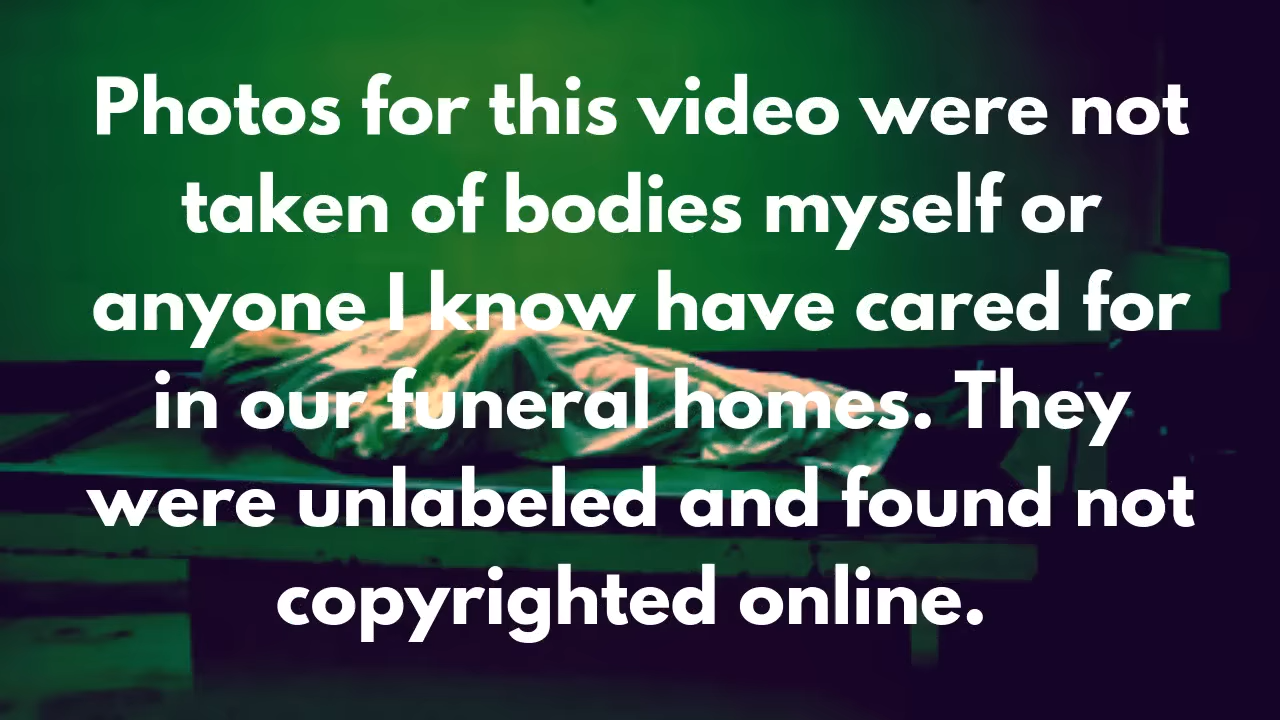 Photos for this video were not
taken of bodies myself or
anyone I know have cared for
in our funeral homes. They
were unlabeled and found not
copyrighted online.